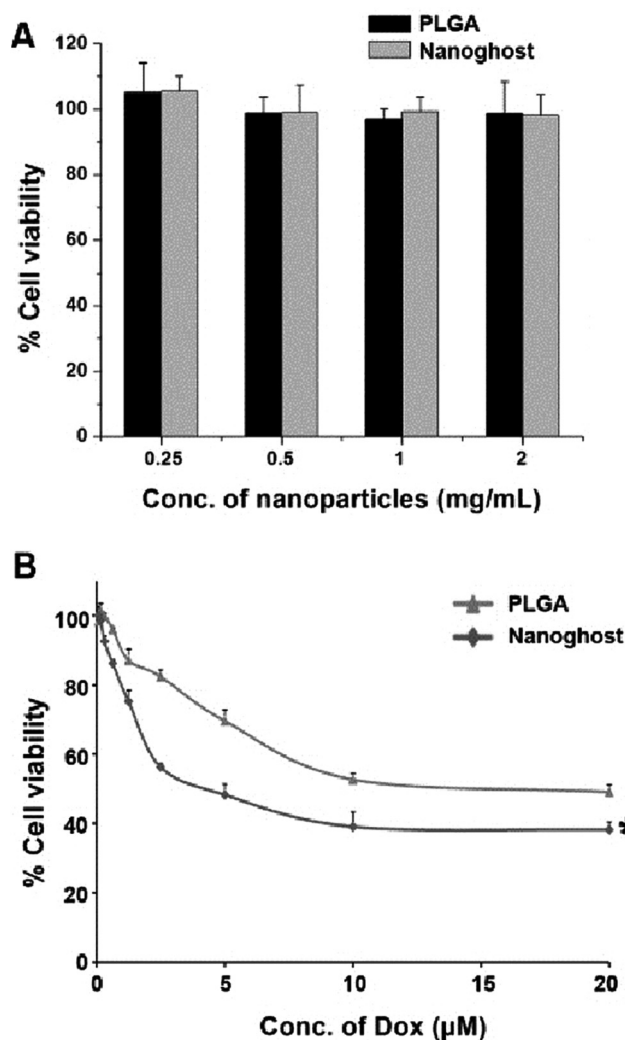 A
PLGA
Nanoghost
120
100
80
60
40
20
0
% Cell viability
0.25 0.5 1 2
Conc. of nanoparticles (mg/mL)
B
PLGA
Nanoghost
100
80
60
40
20
0
% Cell viability
*
0 5 10 15 20
Conc. of Dox (μM)